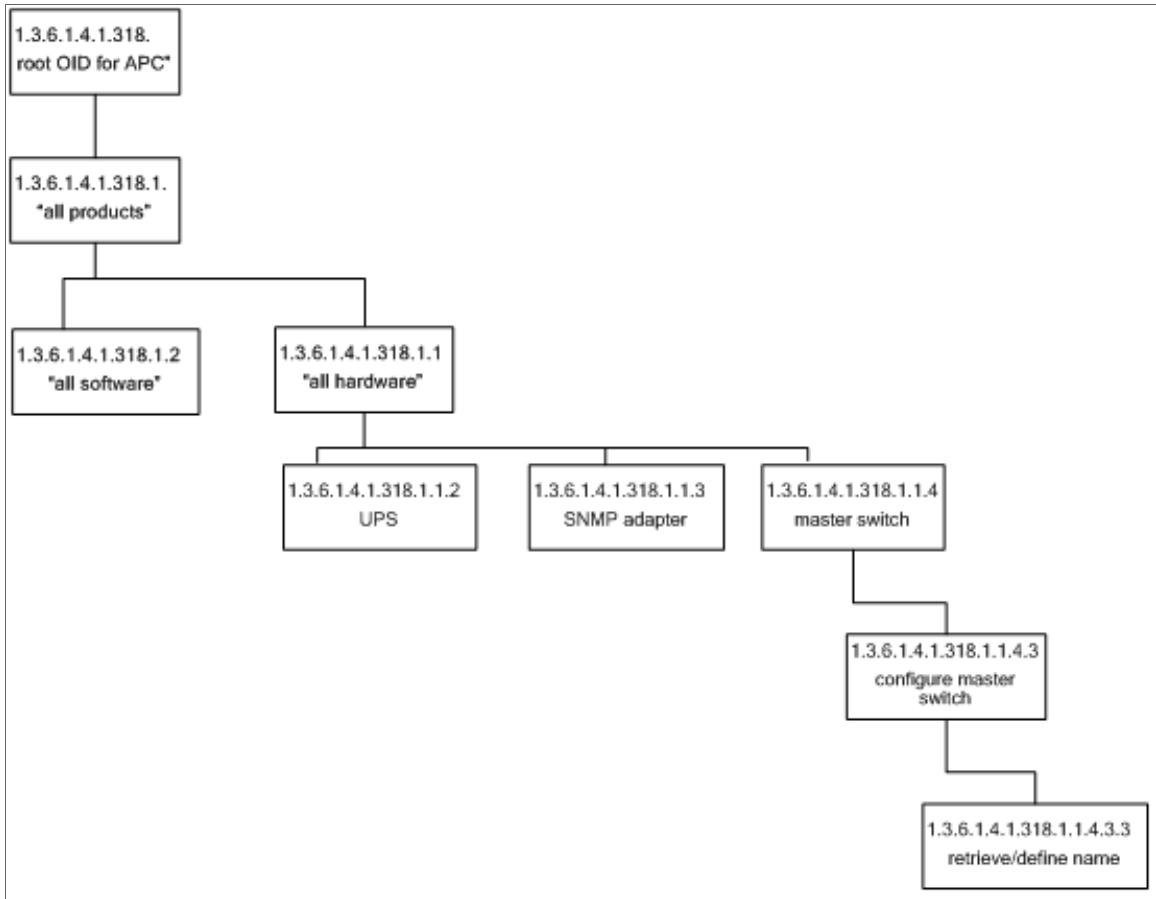 1.3.6.1.4.1.318.
root OID for APC"
1.3.6.1.4.1.318.1.
"all products"
1.3.6.1.4.1.318.1.2
"all software"
1.3.6.1.4.1.318.1.1
"all hardware"
1.3.6.1.4.1.318.1.1.2
UPS
1.3.6.1.4.1.318.1.1.3
SNMP adapter
1.3.6.1.4.1.318.1.1.4
master switch
1.3.6.1.4.1.318.1.1.4.3
configure master
switch
1.3.6.1.4.1.318.1.1.4.3.3
retrieve/define name